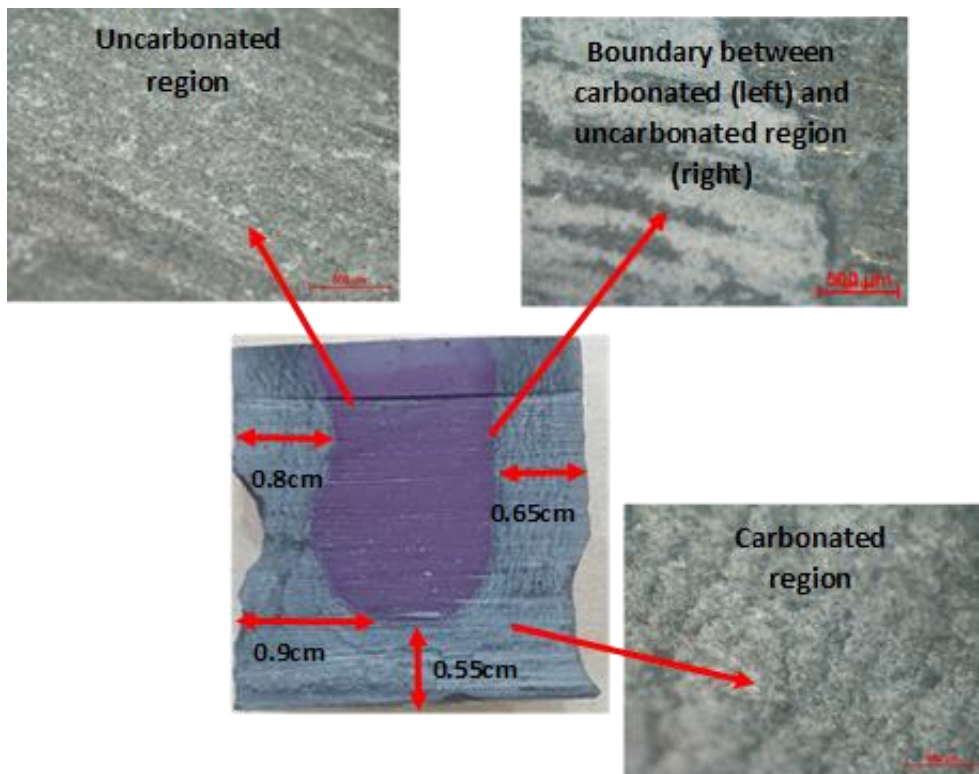 Uncarbonated
region
Boundary between
carbonated (left) and
uncarbonated region
(right)
500 µm
0.8cm
0.65cm
Carbonated
region
0.9cm
0.55cm